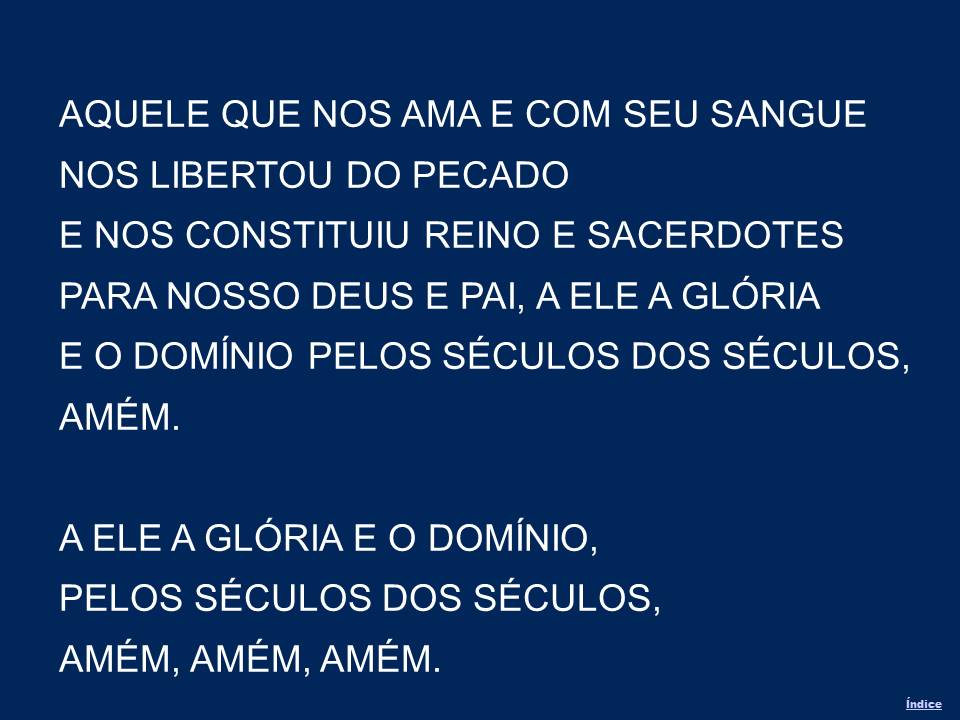 AQUELE QUE NOS AMA E COM SEU SANGUE
NOS LIBERTOU DO PECADO
E NOS CONSTITUIU REINO E SACERDOTES
PARA NOSSO DEUS E PAI, A ELE A GLÓRIA
E O DOMÍNIO PELOS SÉCULOS DOS SÉCULOS,
AMÉM.
A ELE A GLÓRIA E O DOMÍNIO,
PELOS SÉCULOS DOS SÉCULOS,
AMÉM, AMÉM, AMÉM.
Índice